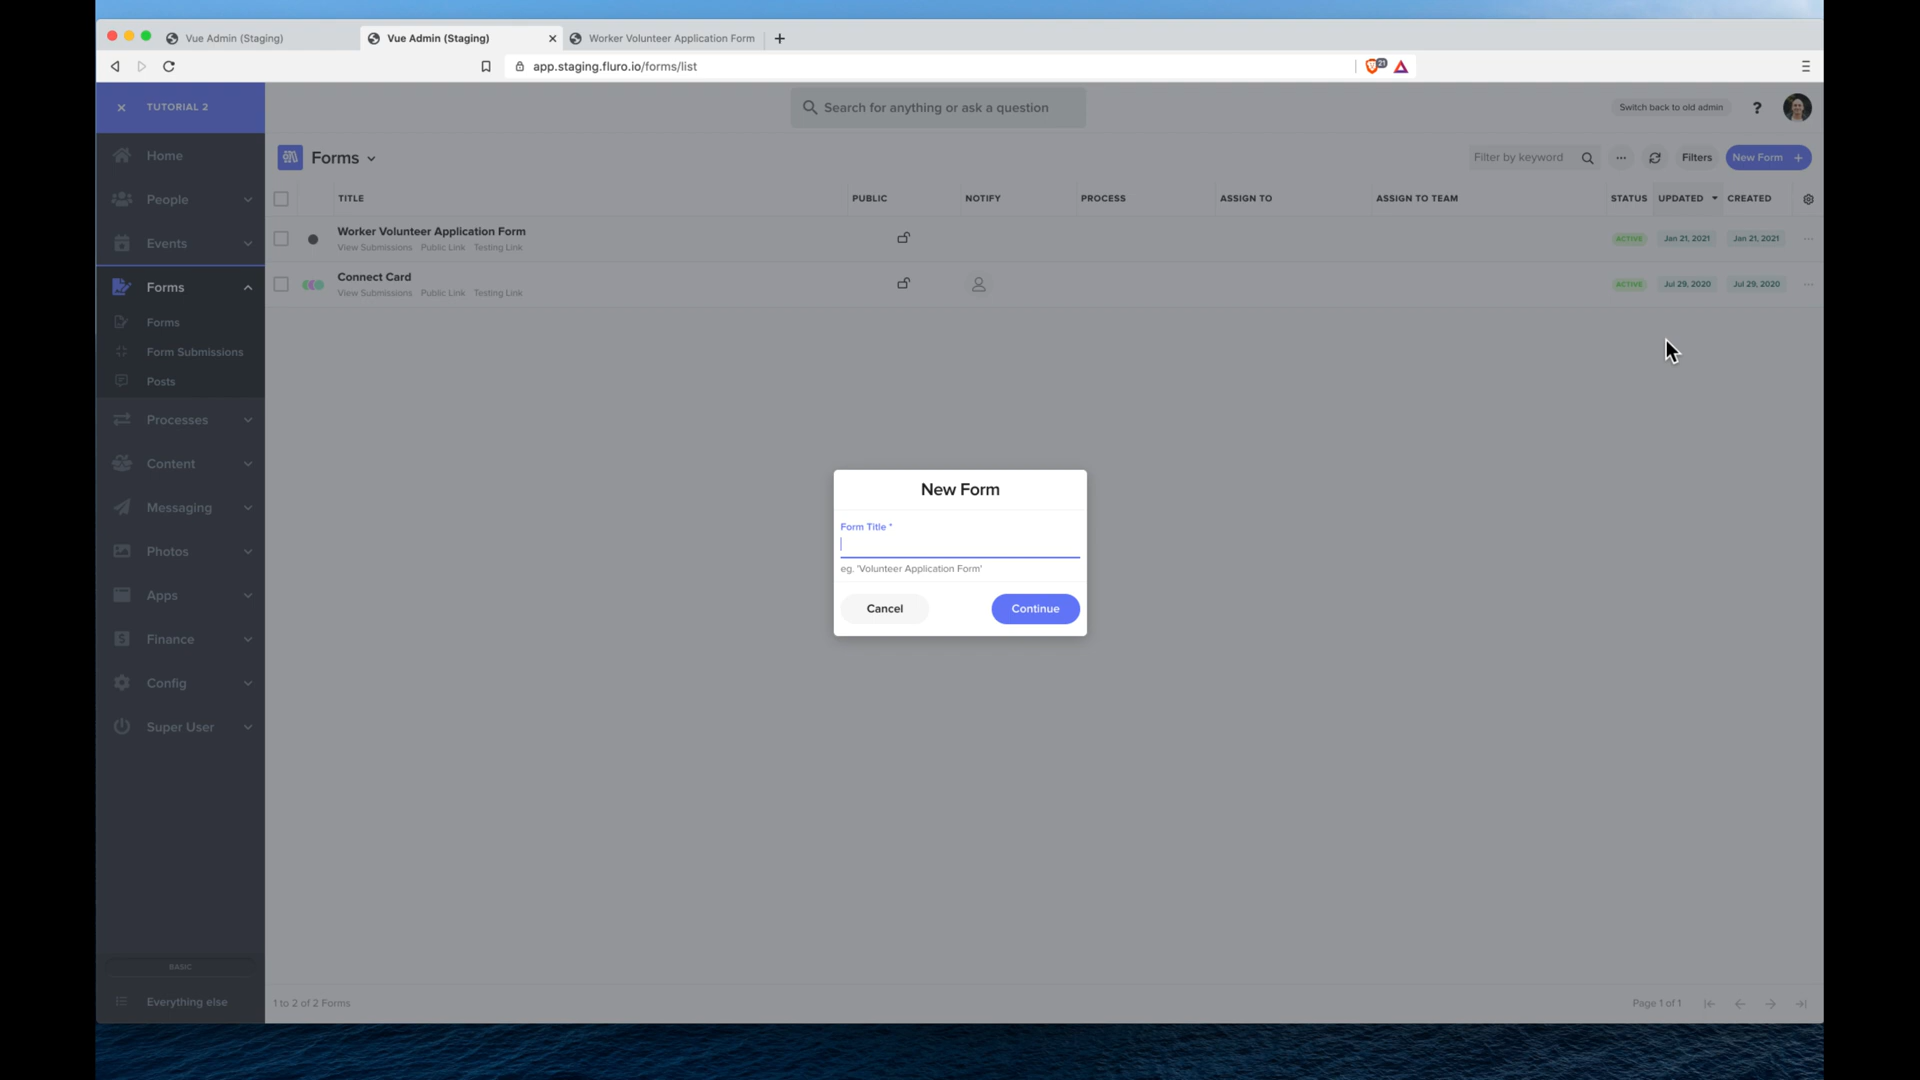 Vue Admin (Staging)
Vue Admin (Staging)
Worker Volunteer Application Form
app.staging.fluro.io/forms/list
21
TUTORIAL 2
Search for anything or ask a question
Switch back to old admin
?
Home
People
Events
Forms
Forms
Form Submissions
Posts
Processes
Content
Messaging
Photos
Apps
Finance
Config
Super User
BASIC
Everything else
Forms
Filter by keyword
Filters
New Form +
TITLE PUBLIC NOTIFY PROCESS ASSIGN TO ASSIGN TO TEAM STATUS UPDATED CREATED
Worker Volunteer Application Form
View Submissions Public Link Testing Link
ACTIVE Jan 21, 2021 Jan 21, 2021
Connect Card
View Submissions Public Link Testing Link
ACTIVE Jul 29, 2020 Jul 29, 2020
New Form
Form Title *
eg. 'Volunteer Application Form'
Cancel Continue
1 to 2 of 2 Forms
Page 1 of 1